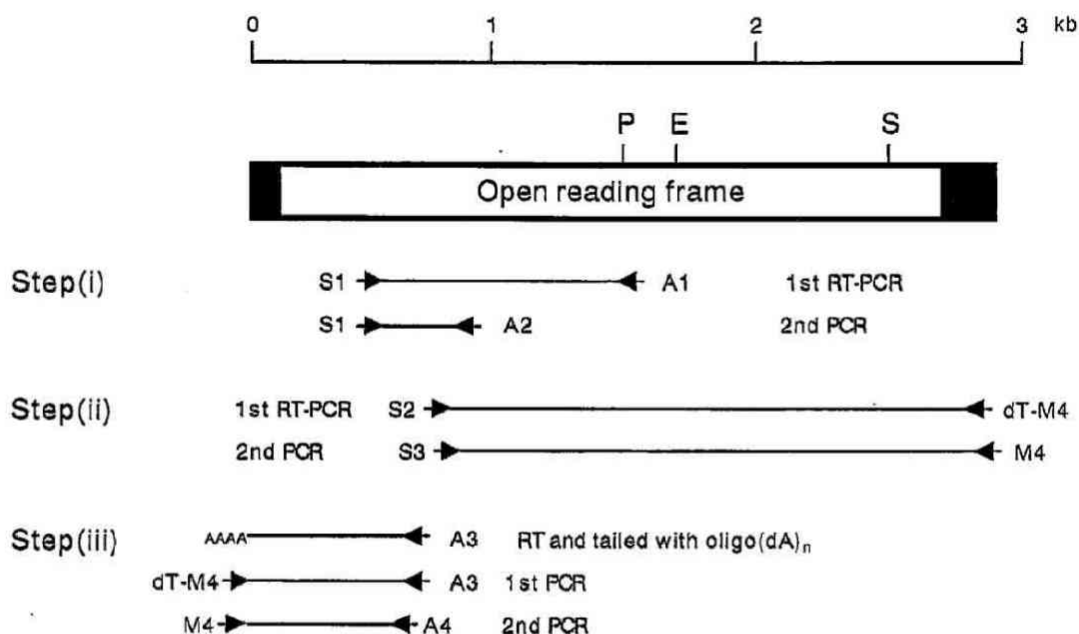 0 1 2 3 kb
P E S
Open reading frame
Step(i) S1 A1 1st RT-PCR
S1 A2 2nd PCR
Step(ii) 1st RT-PCR S2 dT-M4
2nd PCR S3 M4
Step(iii) AAAA A3 RT and tailed with oligo(dA)n
dT-M4 A3 1st PCR
M4 A4 2nd PCR